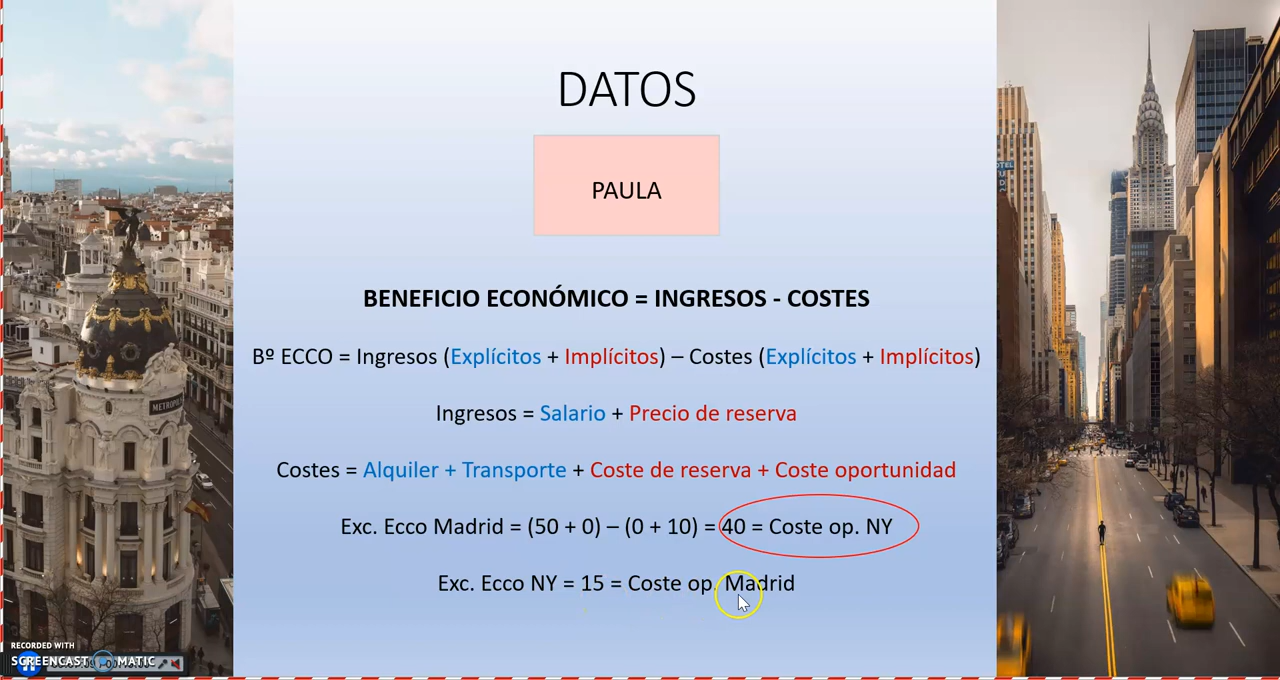 DATOS
PAULA
BENEFICIO ECONÓMICO = INGRESOS - COSTES
Bº ECCO = Ingresos (Explícitos + Implícitos) – Costes (Explícitos + Implícitos)
Ingresos = Salario + Precio de reserva
Costes = Alquiler + Transporte + Coste de reserva + Coste oportunidad
Exc. Ecco Madrid = (50 + 0) – (0 + 10) = 40 = Coste op. NY
Exc. Ecco NY = 15 = Coste op. Madrid
METROPOLIS
HOTEL
RECORDED WITH
SCREENCAST MATIC